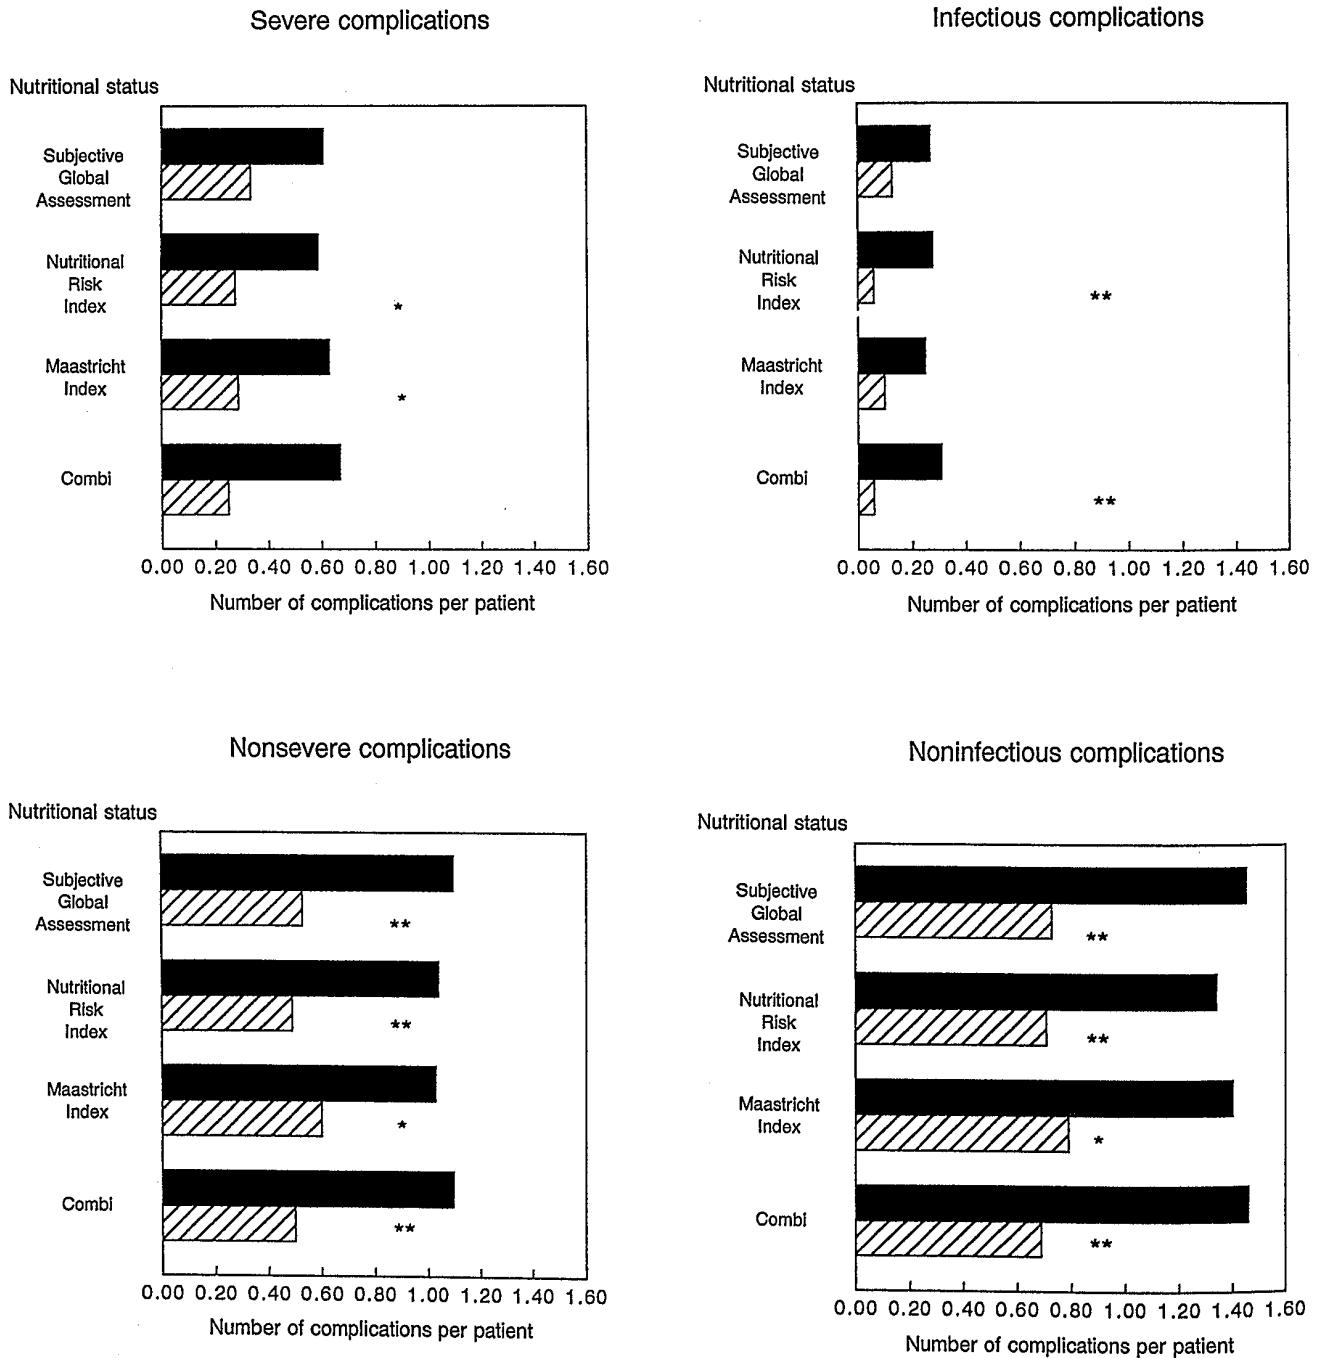 Severe complications
Nutritional status
Subjective
Global
Assessment
Nutritional
Risk
Index
*
Maastricht
Index
*
Combi
0.00 0.20 0.40 0.60 0.80 1.00 1.20 1.40 1.60
Number of complications per patient
Infectious complications
Nutritional status
Subjective
Global
Assessment
Nutritional
Risk
Index
**
Maastricht
Index
Combi
**
0.00 0.20 0.40 0.60 0.80 1.00 1.20 1.40 1.60
Number of complications per patient
Nonsevere complications
Nutritional status
Subjective
Global
Assessment
**
Nutritional
Risk
Index
**
Maastricht
Index
*
Combi
**
0.00 0.20 0.40 0.60 0.80 1.00 1.20 1.40 1.60
Number of complications per patient
Noninfectious complications
Nutritional status
Subjective
Global
Assessment
**
Nutritional
Risk
Index
**
Maastricht
Index
*
Combi
**
0.00 0.20 0.40 0.60 0.80 1.00 1.20 1.40 1.60
Number of complications per patient